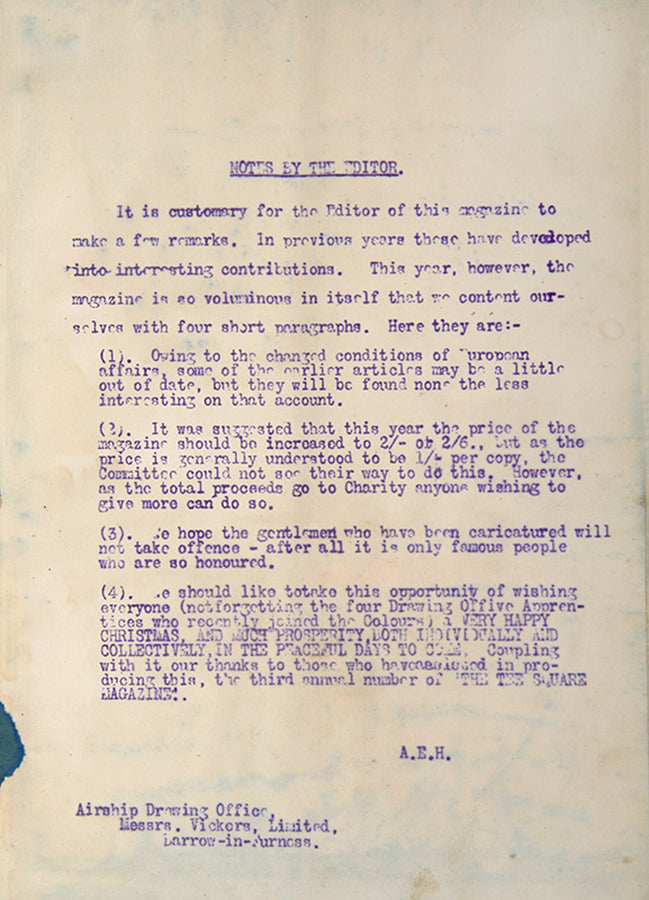 NOTES BY THE EDITOR.
It is customary for the Editor of this magazine to
make a few remarks. In previous years these have developed
into interesting contributions. This year, however, the
magazine is so voluminous in itself that we content our-
selves with four short paragraphs. Here they are:-
(1). Owing to the changed conditions of European
affairs, some of the earlier articles may be a little
out of date, but they will be found none the less
interesting on that account.
(2). It was suggested that this year the price of the
magazine should be increased to 2/- or 2/6., but as the
price is generally understood to be 1/- per copy, the
Committee could not see their way to do this. However,
as the total proceeds go to Charity anyone wishing to
give more can do so.
(3). We hope the gentlemen who have been caricatured will
not take offence - after all it is only famous people
who are so honoured.
(4). We should like totake this opportunity of wishing
everyone (notforgetting the four Drawing Offive Appren-
tices who recently joined the Colours) a VERY HAPPY
CHRISTMAS, AND MUCH PROSPERITY,BOTH INDIVIDUALLY AND
COLLECTIVELY,IN THE PEACEFUL DAYS TO COME. Coupling
with it our thanks to those who haveassisted in pro-
ducing this, the third annual number of "THE TEE SQUARE
MAGAZINE".
A.E.H.
Airship Drawing Office,
Messrs. Vickers, Limited,
Barrow-in-Furness.